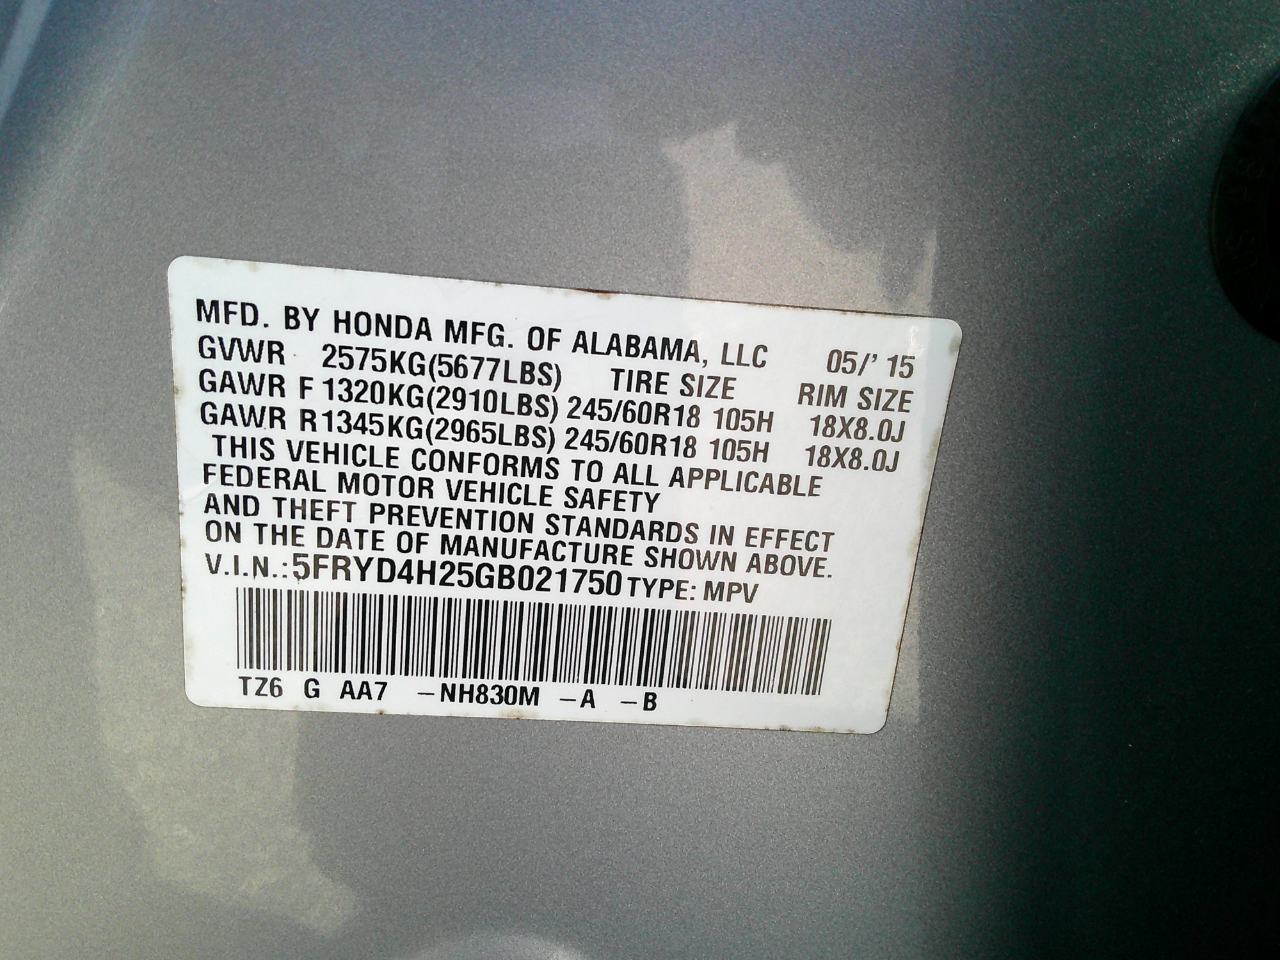 MFD. BY HONDA MFG. OF ALABAMA, LLC 05/' 15
GVWR 2575KG(5677LBS) TIRE SIZE RIM SIZE
GAWR F 1320KG(2910LBS) 245/60R18 105H 18X8.0J
GAWR R1345KG(2965LBS) 245/60R18 105H 18X8.0J
THIS VEHICLE CONFORMS TO ALL APPLICABLE
FEDERAL MOTOR VEHICLE SAFETY
AND THEFT PREVENTION STANDARDS IN EFFECT
ON THE DATE OF MANUFACTURE SHOWN ABOVE.
V.I.N.:5FRYD4H25GB021750 TYPE: MPV
TZ6 G AA7 –NH830M –A –B